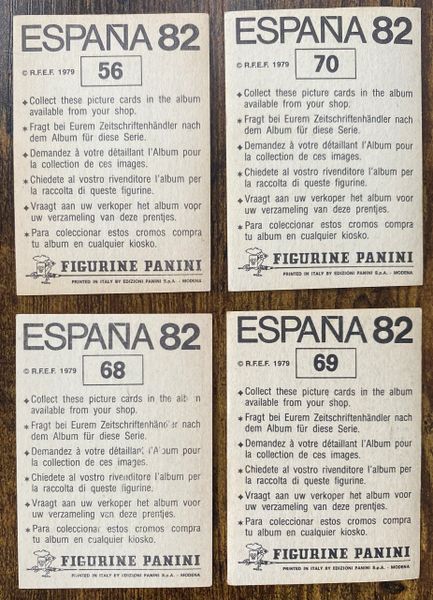 ESPAÑA 82
© R.F.E.F. 1979
56
Collect these picture cards in the album
available from your shop.
Fragt bei Eurem Zeitschriftenhändler nach
dem Album für diese Serie.
Demandez à votre détaillant l'Album pour
la collection de ces images.
Chiedete al vostro rivenditore l'album per
la raccolta di queste figurine.
Vraagt aan uw verkoper het album voor
uw verzameling van deze prentjes.
Para coleccionar estos cromos compra
tu album en cualquier kiosko.
FIGURINE PANINI
PRINTED IN ITALY BY EDIZIONI PANINI S.p.A. - MODENA
ESPAÑA 82
© R.F.E.F. 1979
70
Collect these picture cards in the album
available from your shop.
Fragt bei Eurem Zeitschriftenhändler nach
dem Album für diese Serie.
Demandez à votre détaillant l'Album pour
la collection de ces images.
Chiedete al vostro rivenditore l'album per
la raccolta di queste figurine.
Vraagt aan uw verkoper het album voor
uw verzameling van deze prentjes.
Para coleccionar estos cromos compra
tu album en cualquier kiosko.
FIGURINE PANINI
PRINTED IN ITALY BY EDIZIONI PANINI S.p.A. - MODENA
ESPAÑA 82
© R.F.E.F. 1979
68
Collect these picture cards in the
available from your shop.
Fragt bei Eurem Zeitschriftenhändler nach
dem Album für diese Serie.
Demandez à votre détaillant pour
la collection de ces images.
Chiedete al vostro rivenditore l'album per
la raccolta di queste figurine.
Vraagt aan uw verkoper het album voor
uw verzameling van deze prentjes.
Para coleccionar estos cromos compra
tu album en cualquier kiosko.
FIGURINE PANINI
PRINTED IN ITALY BY EDIZIONI PANINI S.p.A. - MODENA
ESPAÑA 82
© R.F.E.F. 1979
69
Collect these picture cards in the album
available from your shop.
Fragt bei Eurem Zeitschriftenhändler nach
dem Album für diese Serie.
Demandez à votre détaillant l'Album pour
la collection de ces images.
Chiedete al vostro rivenditore l'album per
la raccolta di queste figurine.
Vraagt aan uw verkoper het album voor
uw verzameling van deze prentjes.
Para coleccionar estos cromos compra
tu album en cualquier kiosko.
FIGURINE PANINI
PRINTED IN ITALY BY EDIZIONI PANINI S.p.A. - MODENA